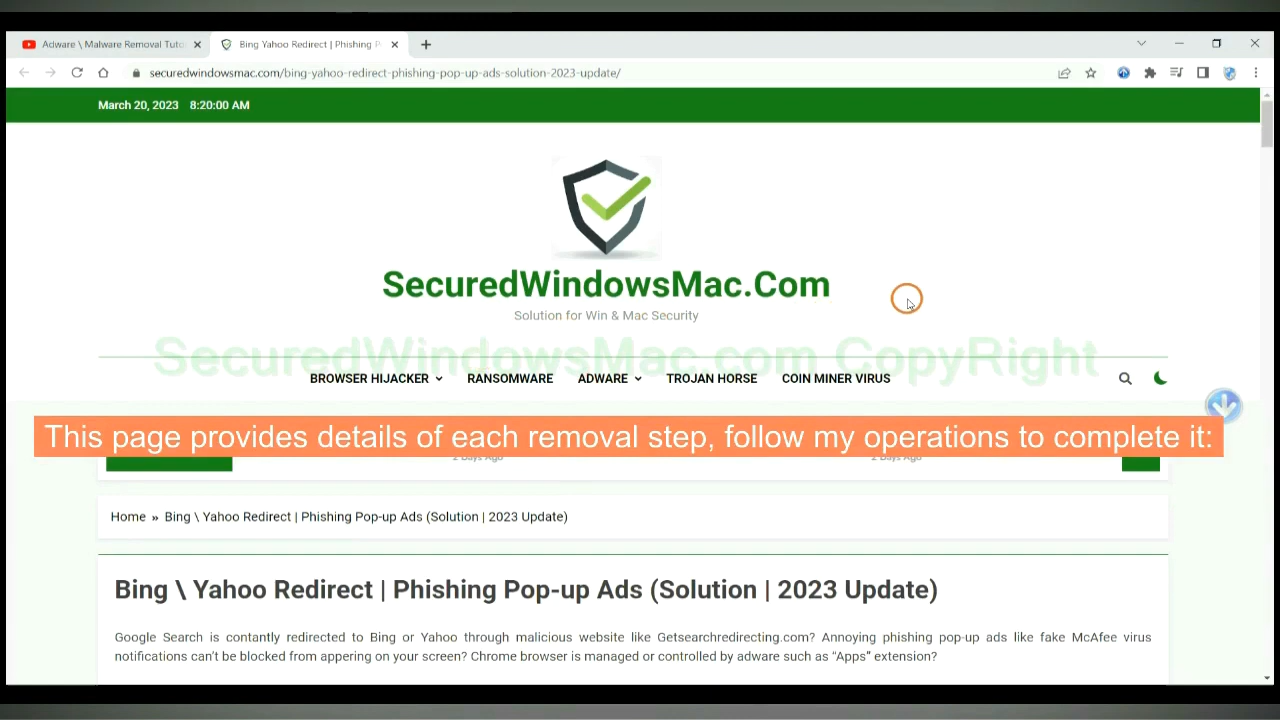 Adware \ Malware Removal Tuto
Bing Yahoo Redirect | Phishing P
securedwindowsmac.com/bing-yahoo-redirect-phishing-pop-up-ads-solution-2023-update/
March 20, 2023 8:20:00 AM
SecuredWindowsMac.Com
Solution for Win & Mac Security
SecuredWindowsMac.com CopyRight
BROWSER HIJACKER RANSOMWARE ADWARE TROJAN HORSE COIN MINER VIRUS
This page provides details of each removal step, follow my operations to complete it:
2 Days Ago 2 Days Ago
Home » Bing \ Yahoo Redirect | Phishing Pop-up Ads (Solution | 2023 Update)
Bing \ Yahoo Redirect | Phishing Pop-up Ads (Solution | 2023 Update)
Google Search is contantly redirected to Bing or Yahoo through malicious website like Getsearchredirecting.com? Annoying phishing pop-up ads like fake McAfee virus
notifications can't be blocked from appering on your screen? Chrome browser is managed or controlled by adware such as “Apps” extension?